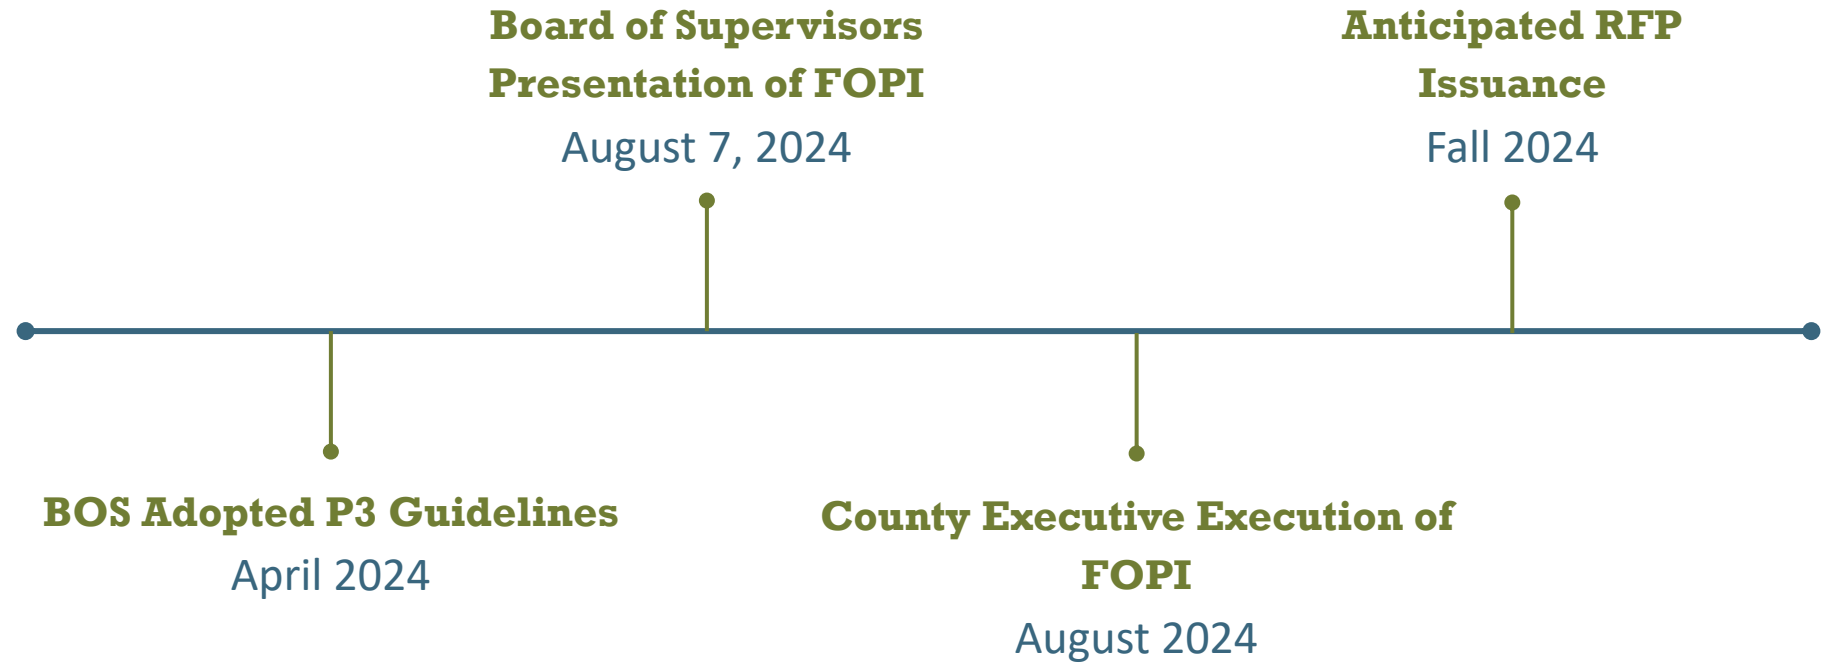 Board of Supervisors
Presentation of FOPI
August 7, 2024
Anticipated RFP
Issuance
Fall 2024
BOS Adopted P3 Guidelines
April 2024
County Executive Execution of
FOPI
August 2024